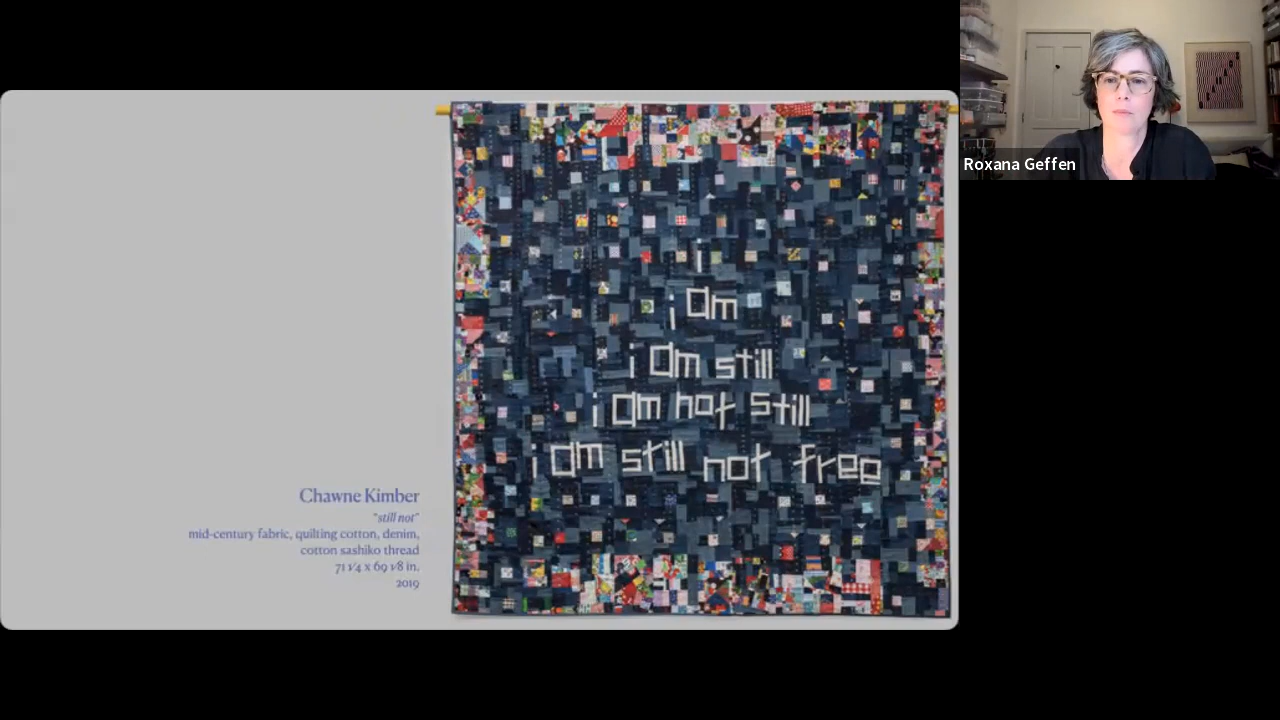 i
i am
i am still
i am not still
i am still not free
Chawne Kimber
"still not"
mid-century fabric, quilting cotton, denim,
cotton sashiko thread
71 1/4 x 69 1/8 in.
2019
Roxana Geffen